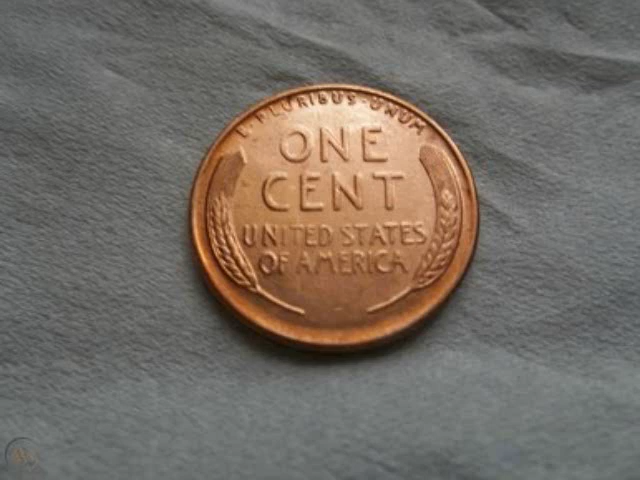 E·PLURIBUS·UNUM
ONE
CENT
UNITED STATES
OF AMERICA